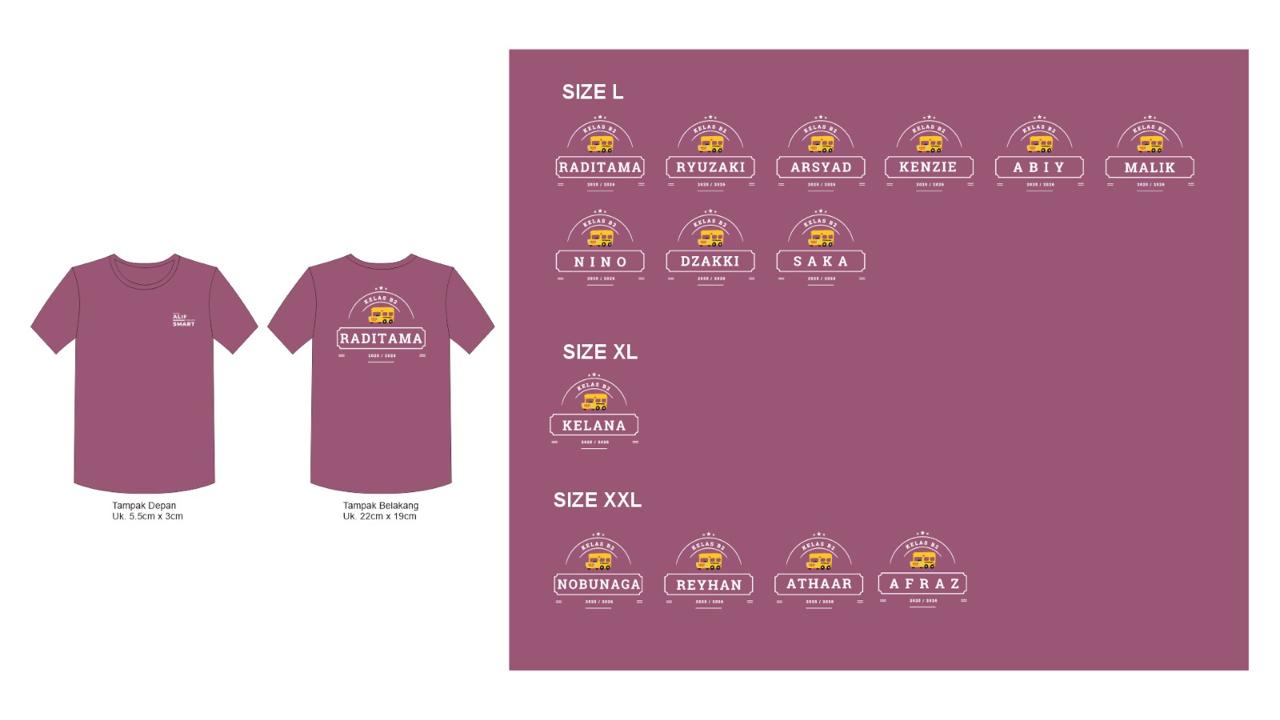 ALIF
SMART
Tampak Depan
Uk. 5.5cm x 3cm
KELAS B2
RADITAMA
2025 / 2026
Tampak Belakang
Uk. 22cm x 19cm
SIZE L
KELAS B2
RADITAMA
2025 / 2026
KELAS B2
RYUZAKI
2025 / 2026
KELAS B2
ARSYAD
2025 / 2026
KELAS B2
KENZIE
2025 / 2026
KELAS B2
ABIY
2025 / 2026
KELAS B2
MALIK
2025 / 2026
KELAS B2
NINO
2025 / 2026
KELAS B2
DZAKKI
2025 / 2026
KELAS B2
SAKA
2025 / 2026
SIZE XL
KELAS B2
KELANA
2025 / 2026
SIZE XXL
KELAS B2
NOBUNAGA
2025 / 2026
KELAS B2
REYHAN
2025 / 2026
KELAS B2
ATHAAR
2025 / 2026
KELAS B2
AFRAZ
2025 / 2026